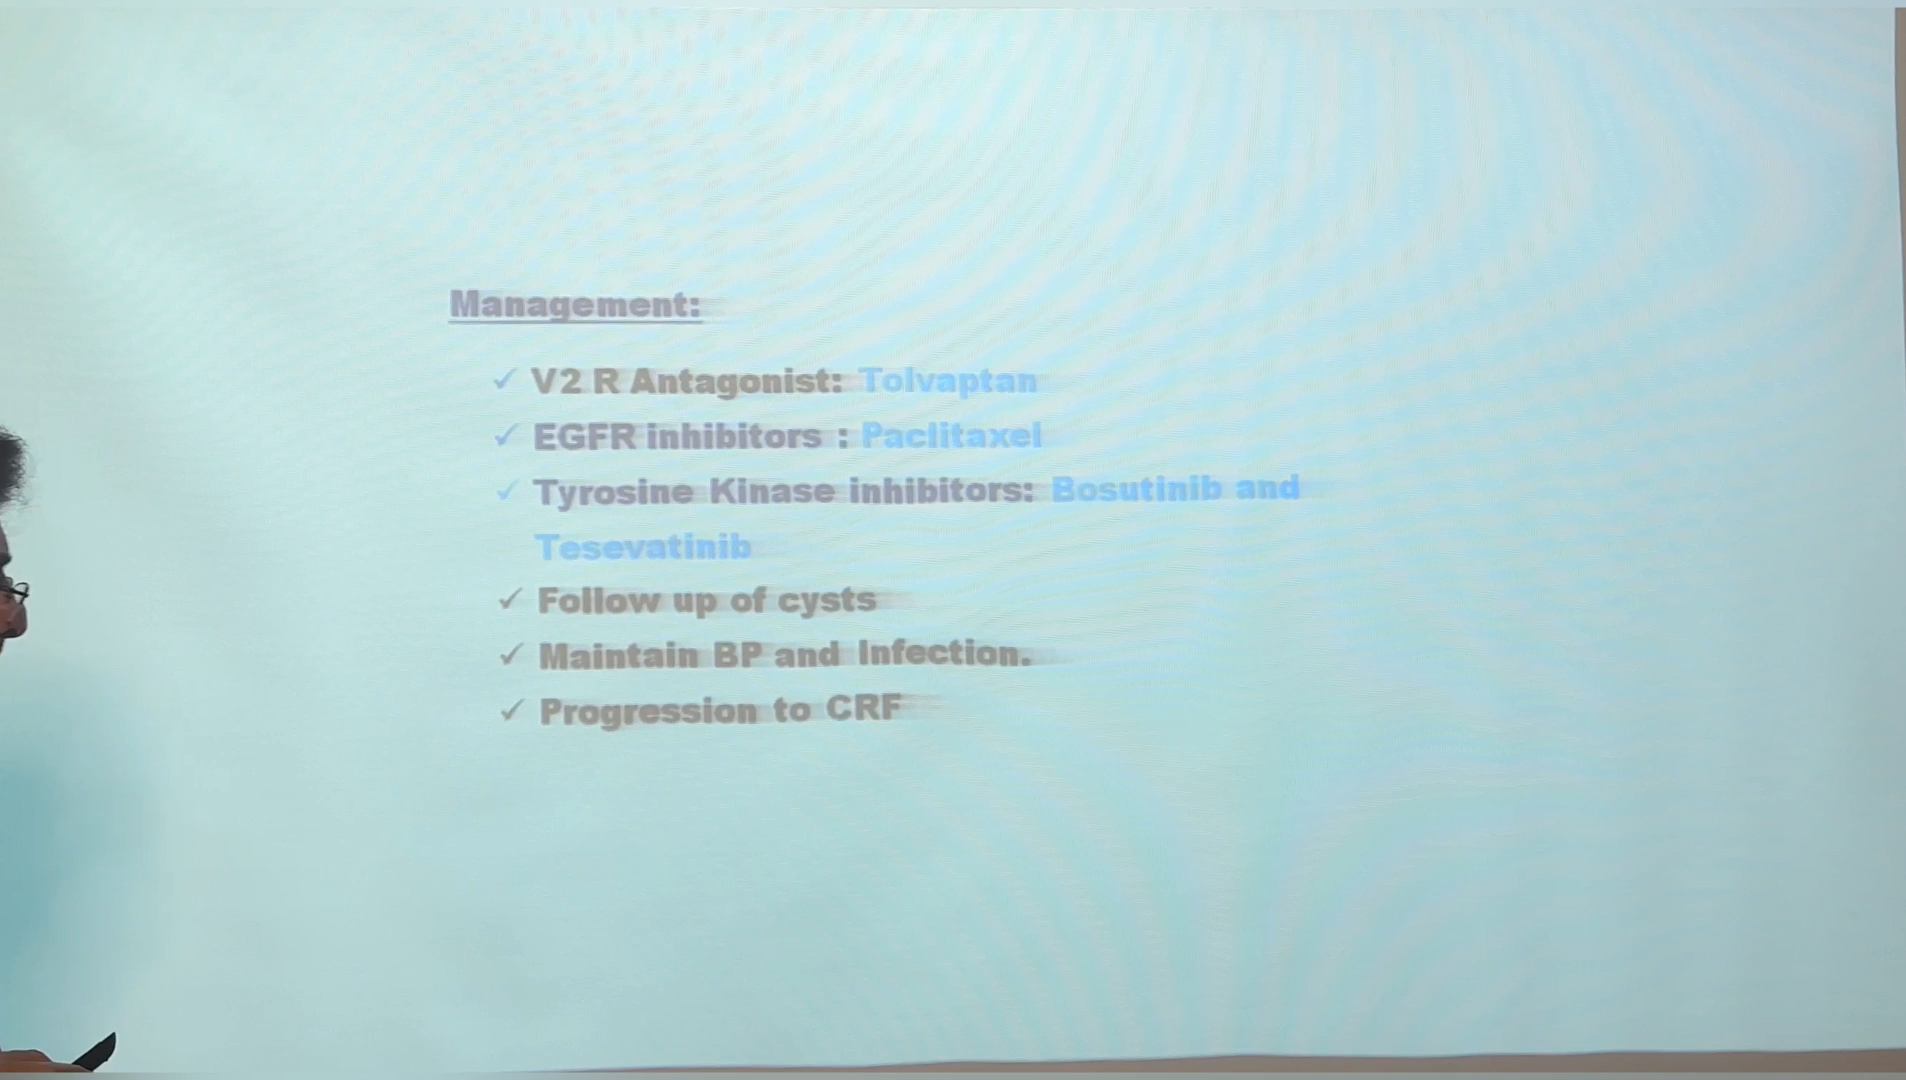 Management:
✓ V2 R Antagonist: Tolvaptan
✓ EGFR inhibitors : Paclitaxel
✓ Tyrosine Kinase inhibitors: Bosutinib and
Tesevatinib
✓ Follow up of cysts
✓ Maintain BP and Infection.
✓ Progression to CRF